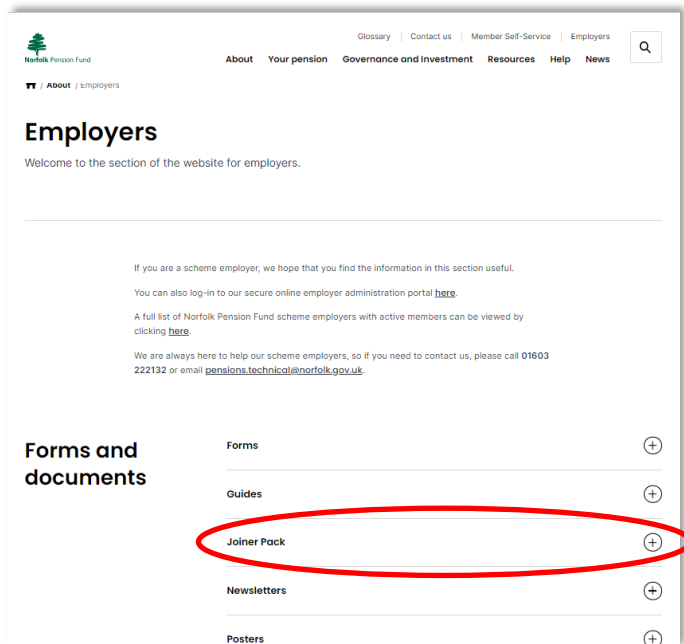 Glossary | Contact us | Member Self-Service | Employers
Norfolk Pension Fund
About Your pension Governance and Investment Resources Help News
/ About / Employers
Employers
Welcome to the section of the website for employers.
If you are a scheme employer, we hope that you find the information in this section useful.
You can also log-in to our secure online employer administration portal here.
A full list of Norfolk Pension Fund scheme employers with active members can be viewed by
clicking here.
We are always here to help our scheme employers, so if you need to contact us, please call 01603
222132 or email pensions.technical@norfolk.gov.uk.
Forms and
documents
Forms
Guides
Joiner Pack
Newsletters
Posters